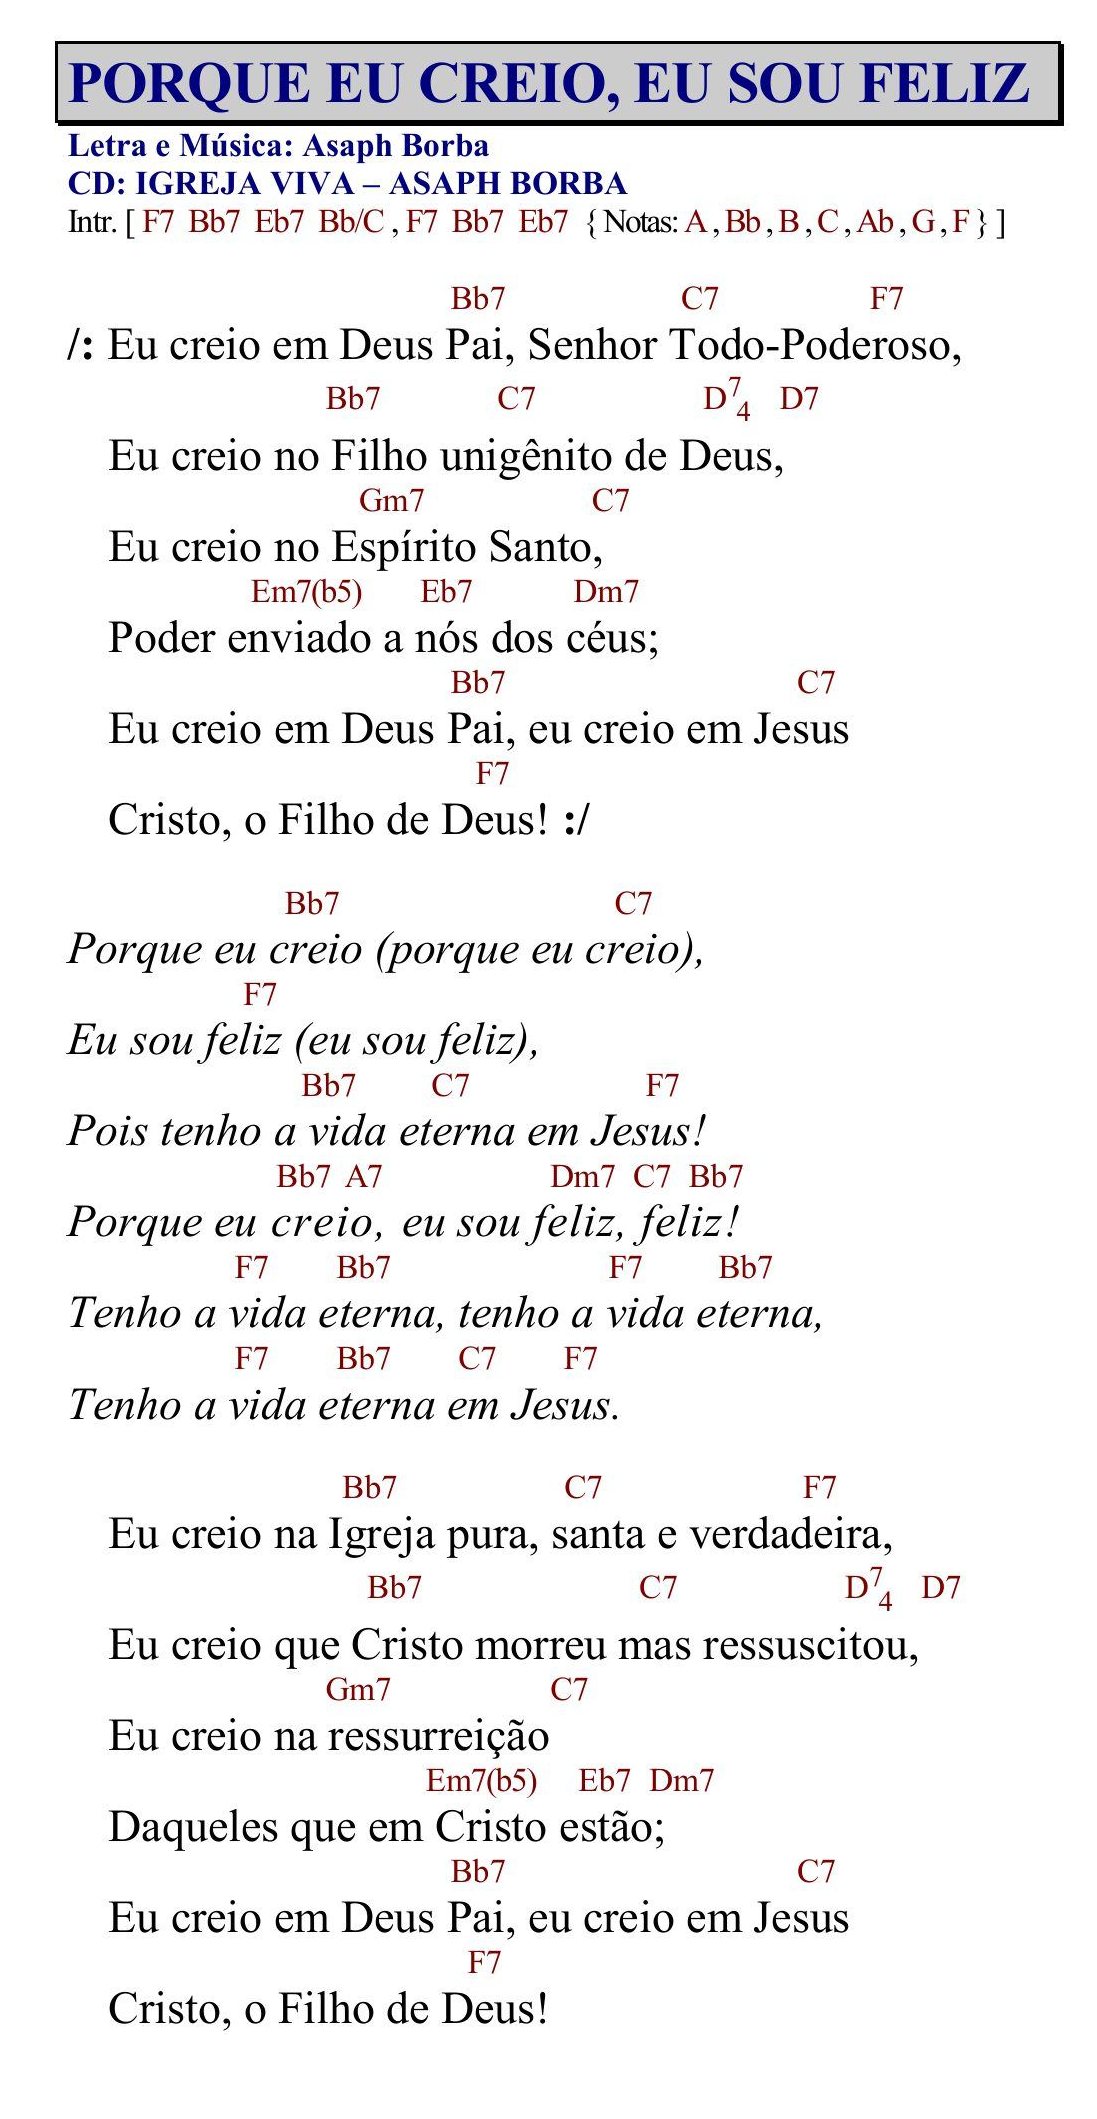 PORQUE EU CREIO, EU SOU FELIZ
Letra e Música: Asaph Borba
CD: IGREJA VIVA – ASAPH BORBA
Intr. [ F7 Bb7 Eb7 Bb/C , F7 Bb7 Eb7 { Notas: A , Bb , B , C , Ab , G , F } ]
Bb7 C7 F7
/: Eu creio em Deus Pai, Senhor Todo-Poderoso,
Bb7 C7 D7 4 D7
Eu creio no Filho unigênito de Deus,
Gm7 C7
Eu creio no Espírito Santo,
Em7(b5) Eb7 Dm7
Poder enviado a nós dos céus;
Bb7 C7
Eu creio em Deus Pai, eu creio em Jesus
F7
Cristo, o Filho de Deus! :/
Bb7 C7
Porque eu creio (porque eu creio),
F7
Eu sou feliz (eu sou feliz),
Bb7 C7 F7
Pois tenho a vida eterna em Jesus!
Bb7 A7 Dm7 C7 Bb7
Porque eu creio, eu sou feliz, feliz!
F7 Bb7 F7 Bb7
Tenho a vida eterna, tenho a vida eterna,
F7 Bb7 C7 F7
Tenho a vida eterna em Jesus.
Bb7 C7 F7
Eu creio na Igreja pura, santa e verdadeira,
Bb7 C7 D7 4 D7
Eu creio que Cristo morreu mas ressuscitou,
Gm7 C7
Eu creio na ressurreição
Em7(b5) Eb7 Dm7
Daqueles que em Cristo estão;
Bb7 C7
Eu creio em Deus Pai, eu creio em Jesus
F7
Cristo, o Filho de Deus!